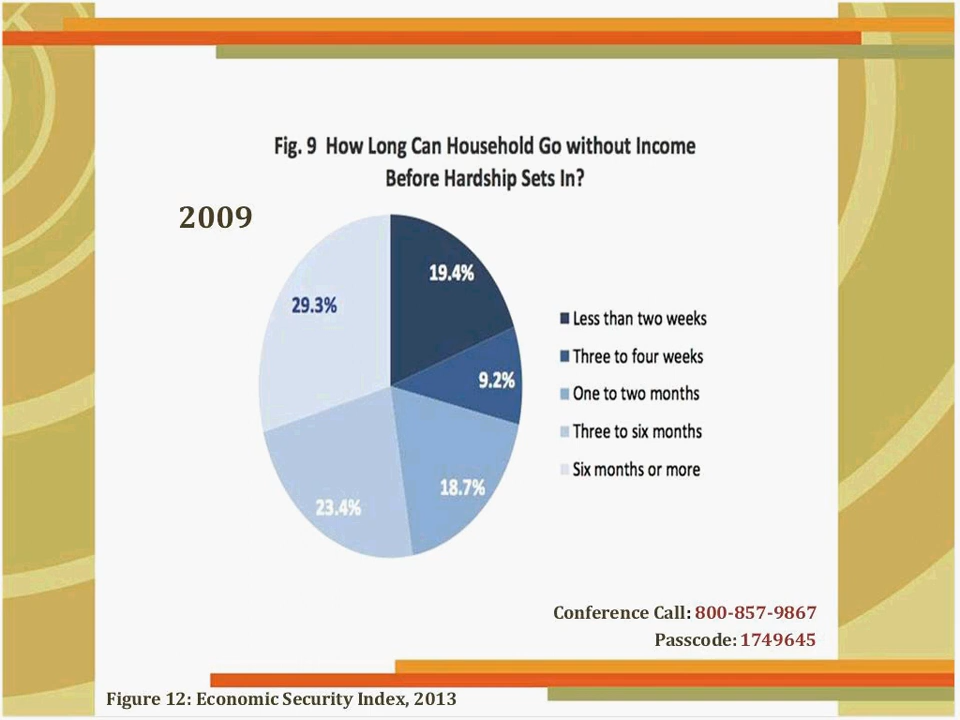 Fig. 9 How Long Can Household Go without Income
Before Hardship Sets In?
2009
19.4%
29.3%
9.2%
18.7%
23.4%
Less than two weeks
Three to four weeks
One to two months
Three to six months
Six months or more
Conference Call: 800-857-9867
Passcode: 1749645
Figure 12: Economic Security Index, 2013